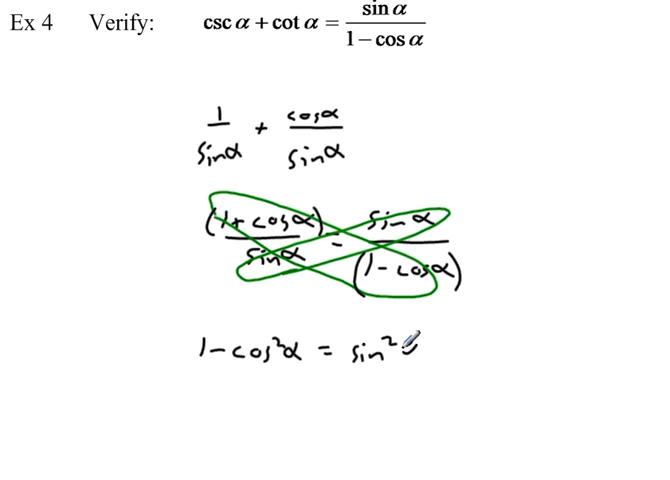 Ex 4 Verify: csc α + cot α = sin α / 1 − cos α
1/sinα + cosα/sinα
(1 + cosα)/sinα = sinα/(1 − cosα)
1 − cos²α = sin²